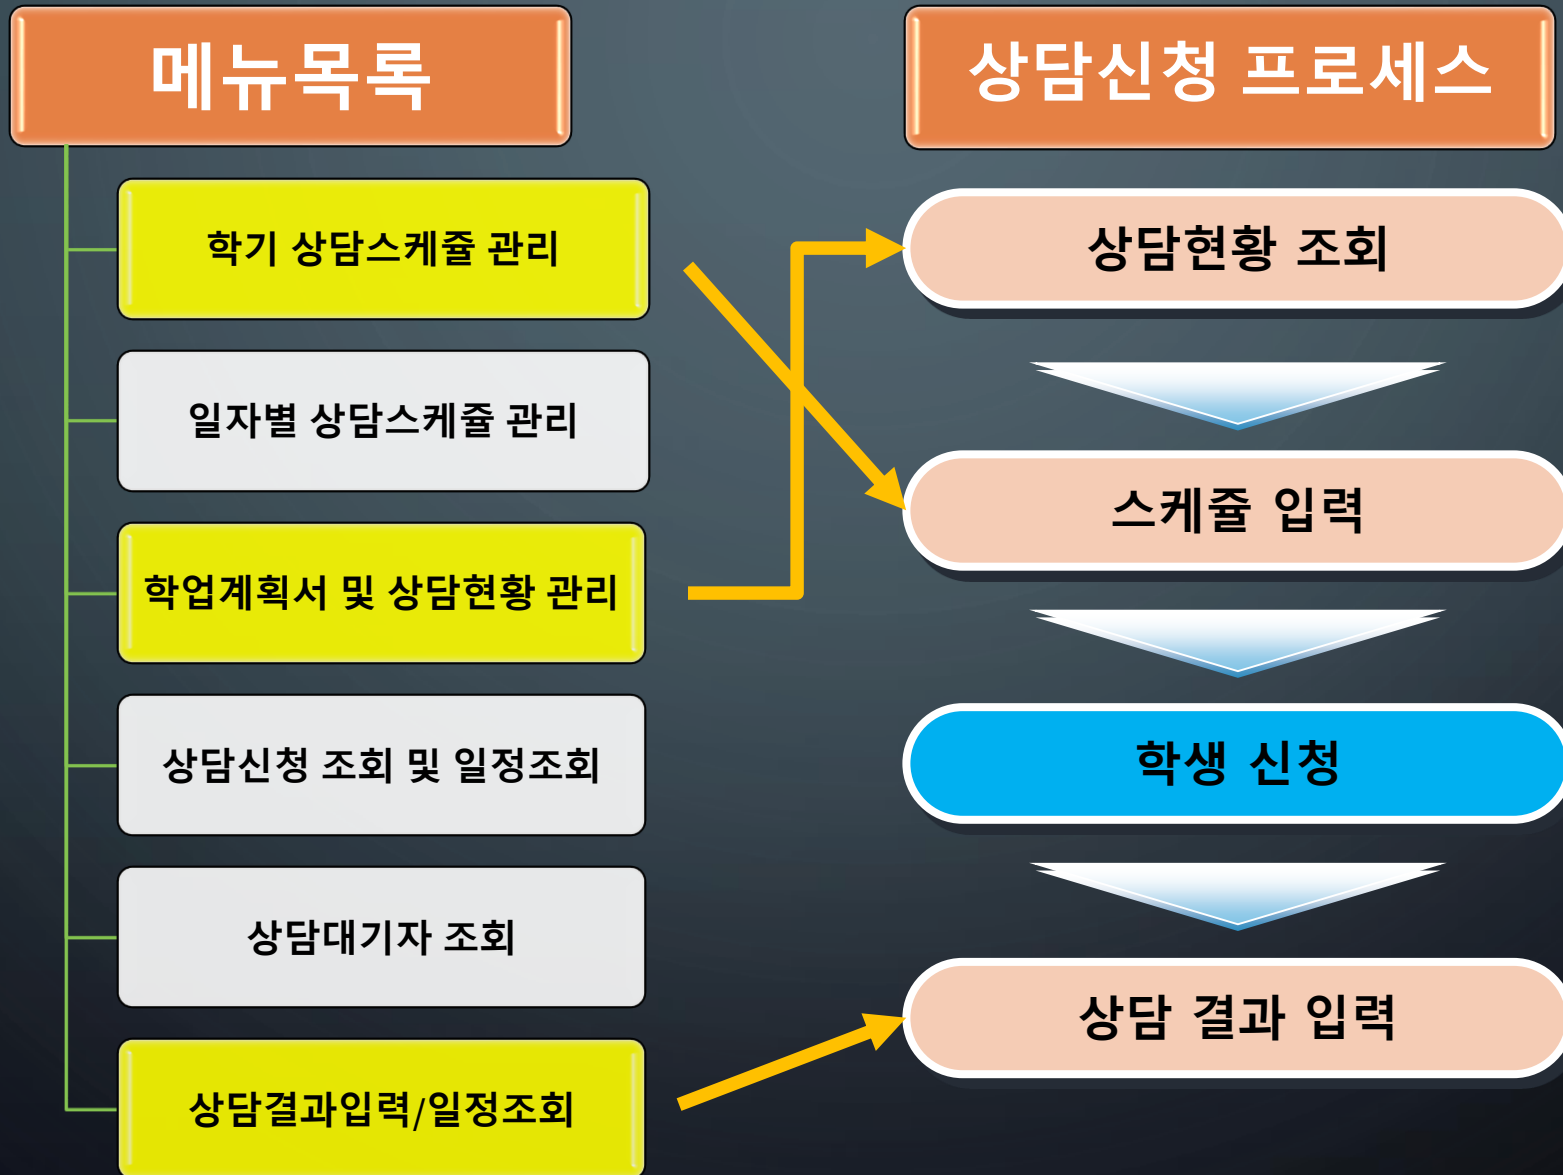 메뉴목록
학기 상담스케쥴 관리
일자별 상담스케쥴 관리
학업계획서 및 상담현황 관리
상담신청 조회 및 일정조회
상담대기자 조회
상담결과입력/일정조회
상담신청 프로세스
상담현황 조회
스케쥴 입력
학생 신청
상담 결과 입력